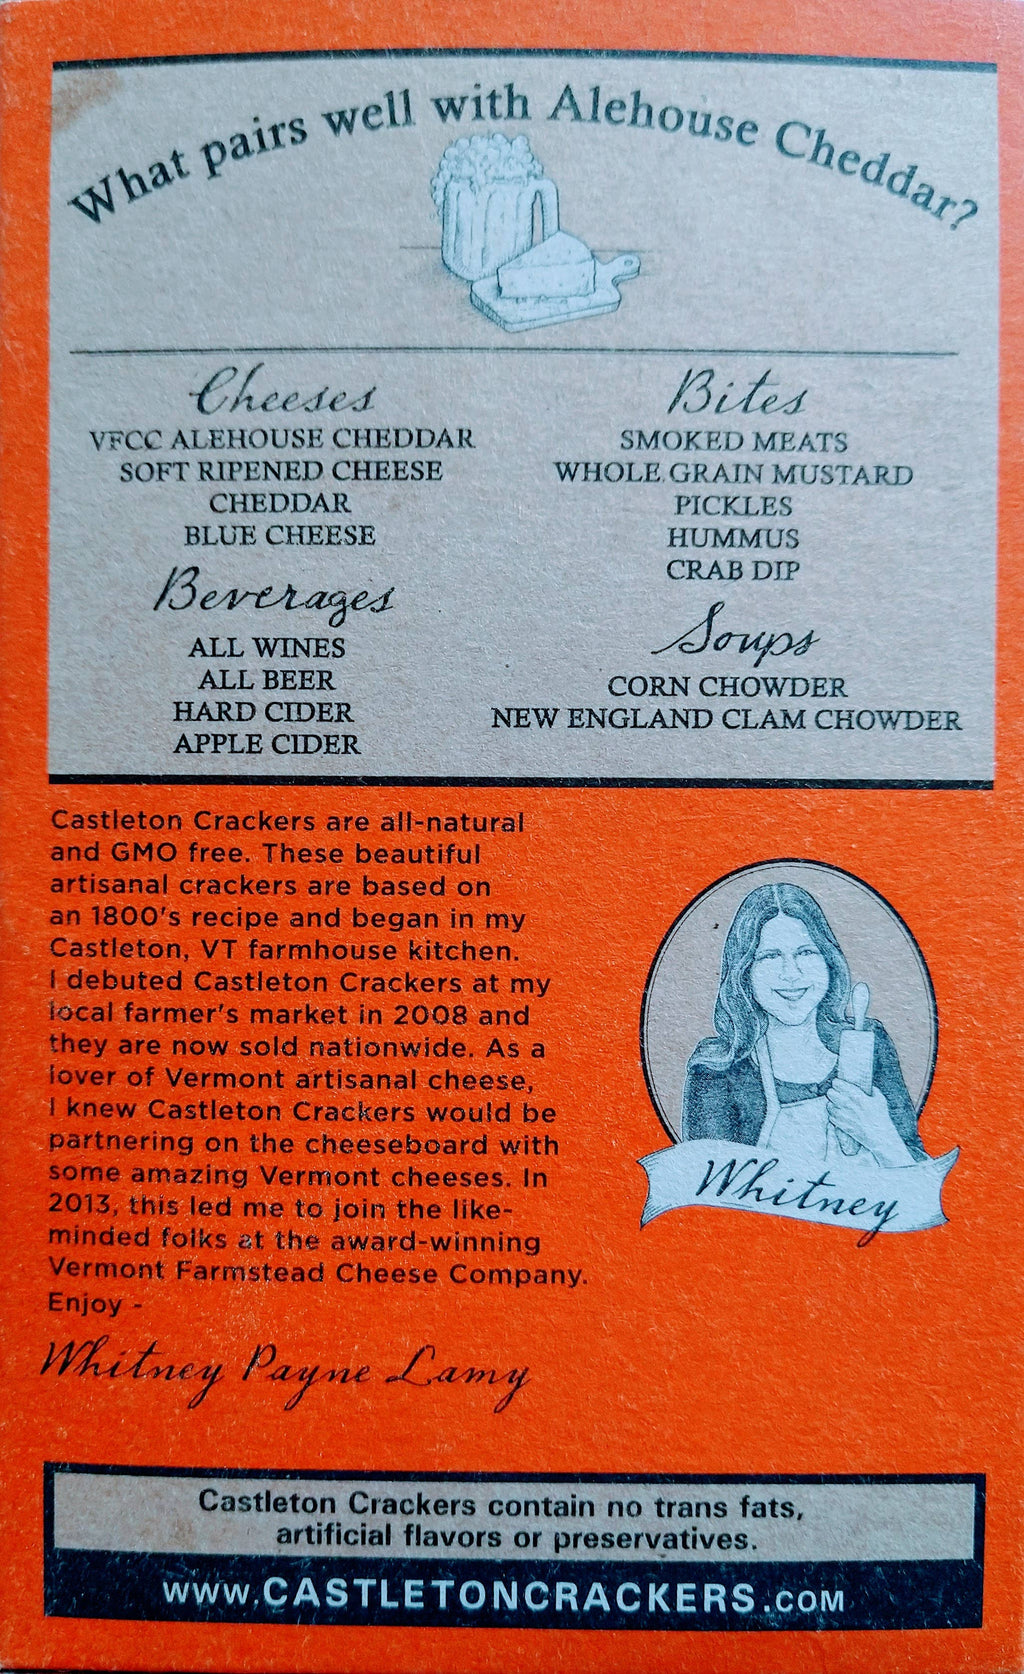 What pairs well with Alehouse Cheddar?
Cheeses
VFCC ALEHOUSE CHEDDAR
SOFT RIPENED CHEESE
CHEDDAR
BLUE CHEESE
Beverages
ALL WINES
ALL BEER
HARD CIDER
APPLE CIDER
Bites
SMOKED MEATS
WHOLE GRAIN MUSTARD
PICKLES
HUMMUS
CRAB DIP
Soups
CORN CHOWDER
NEW ENGLAND CLAM CHOWDER
Castleton Crackers are all-natural
and GMO free. These beautiful
artisanal crackers are based on
an 1800's recipe and began in my
Castleton, VT farmhouse kitchen.
I debuted Castleton Crackers at my
local farmer's market in 2008 and
they are now sold nationwide. As a
lover of Vermont artisanal cheese,
I knew Castleton Crackers would be
partnering on the cheeseboard with
some amazing Vermont cheeses. In
2013, this led me to join the like-
minded folks at the award-winning
Vermont Farmstead Cheese Company.
Enjoy -
Whitney Payne Lamy
Whitney
Castleton Crackers contain no trans fats,
artificial flavors or preservatives.
www.CASTLETONCRACKERS.COM